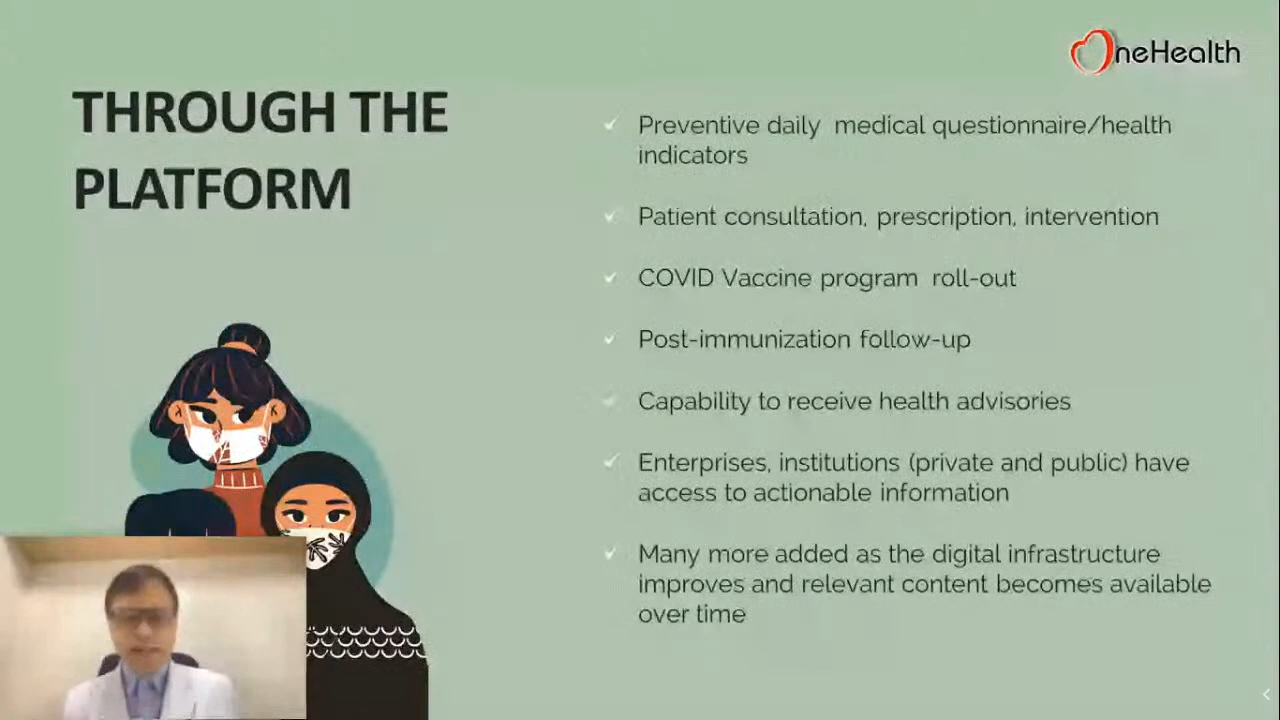 OneHealth
THROUGH THE
PLATFORM
Preventive daily medical questionnaire/health
indicators
Patient consultation, prescription, intervention
COVID Vaccine program roll-out
Post-immunization follow-up
Capability to receive health advisories
Enterprises, institutions (private and public) have
access to actionable information
Many more added as the digital infrastructure
improves and relevant content becomes available
over time